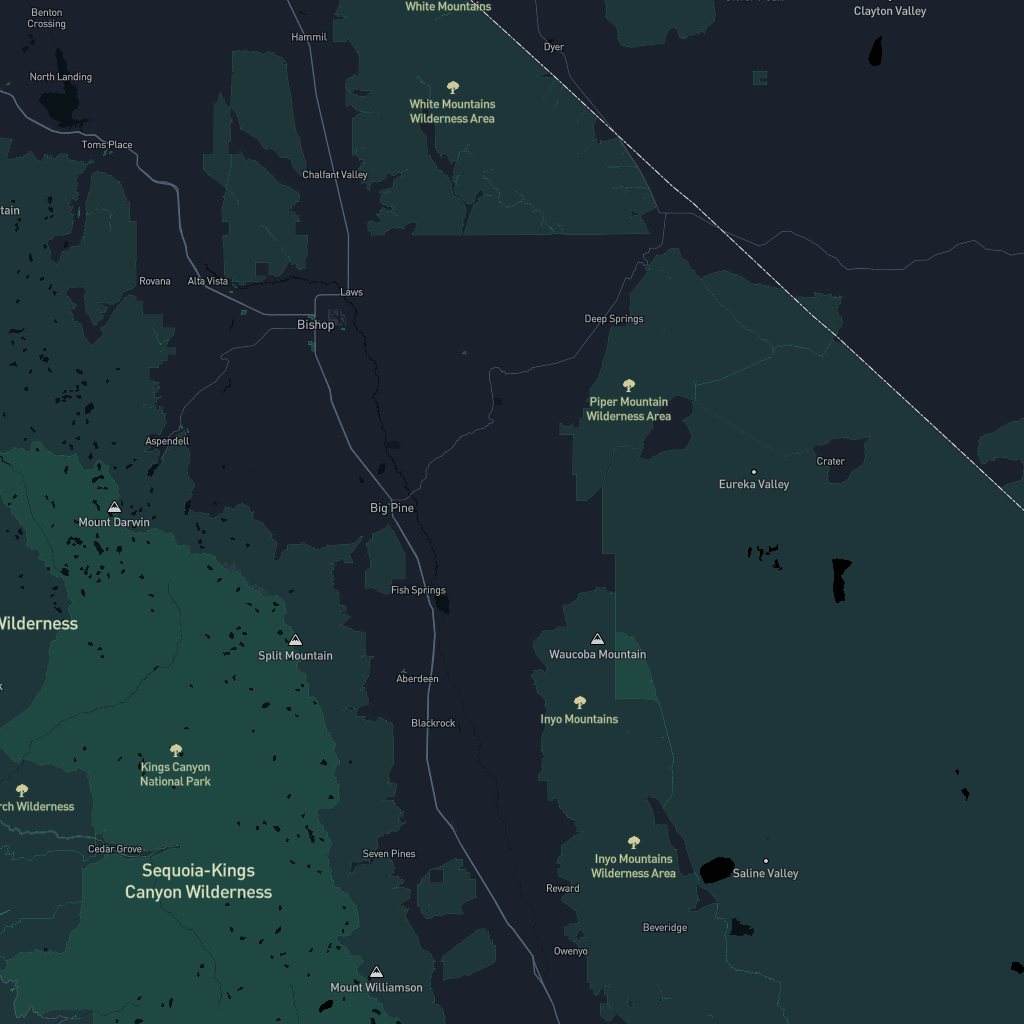 White Mountains
Clayton Valley
Benton
Crossing
Hammil
Dyer
North Landing
White Mountains
Wilderness Area
Toms Place
Chalfant Valley
tain
Rovana
Alta Vista
Laws
Bishop
Deep Springs
Piper Mountain
Wilderness Area
Aspendell
Crater
Eureka Valley
Big Pine
Mount Darwin
Fish Springs
Wilderness
Split Mountain
Waucoba Mountain
Aberdeen
Inyo Mountains
Blackrock
Kings Canyon
National Park
rch Wilderness
Cedar Grove
Seven Pines
Inyo Mountains
Wilderness Area
Saline Valley
Sequoia-Kings
Canyon Wilderness
Reward
Beveridge
Owenyo
Mount Williamson